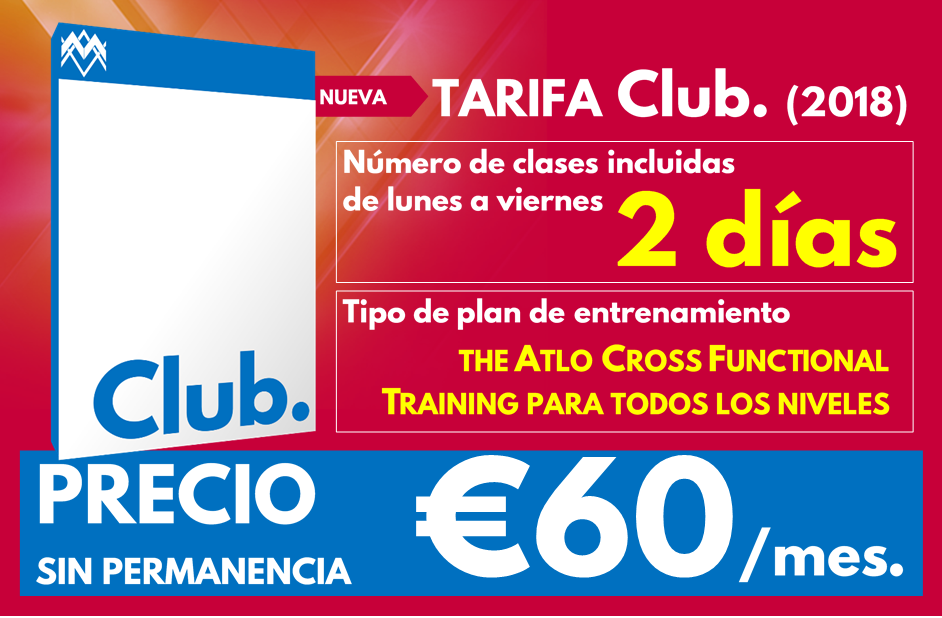 NUEVA
TARIFA Club. (2018)
Número de clases incluidas
de lunes a viernes
2 días
Tipo de plan de entrenamiento
THE ATLO CROSS FUNCTIONAL
TRAINING PARA TODOS LOS NIVELES
Club.
PRECIO
SIN PERMANENCIA
€60/mes.